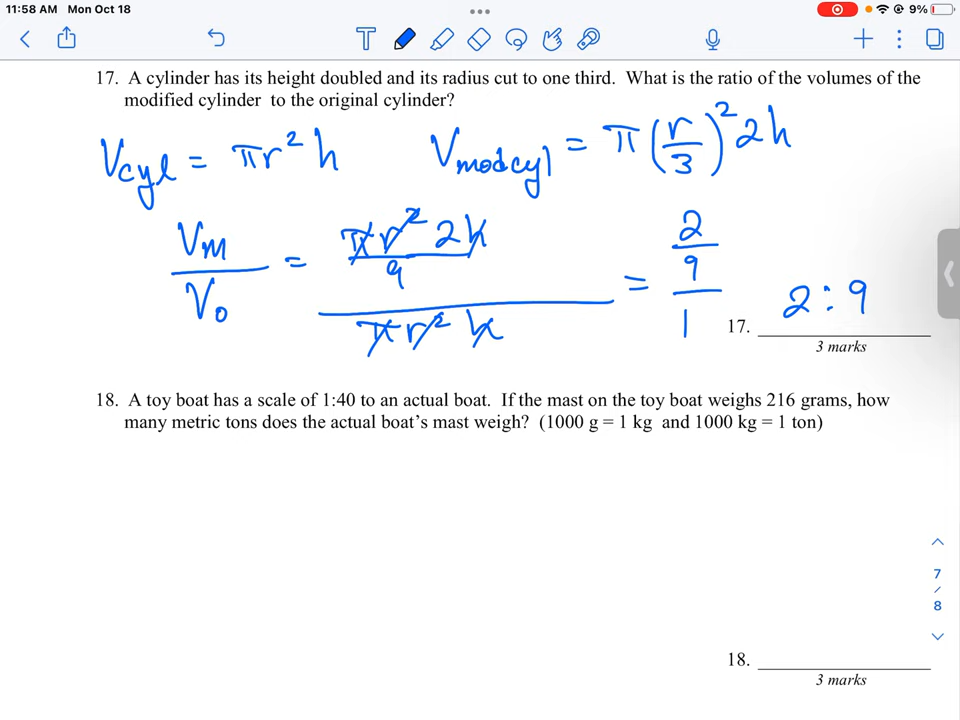 11:58 AM Mon Oct 18
9%
17. A cylinder has its height doubled and its radius cut to one third. What is the ratio of the volumes of the
modified cylinder to the original cylinder?
Vcyl = πr²h
Vmodcyl = π(r/3)²2h
Vm/Vo = (πr²2h/9)/(πr²h) = (2/9)/1
2:9
17.
3 marks
18. A toy boat has a scale of 1:40 to an actual boat. If the mast on the toy boat weighs 216 grams, how
many metric tons does the actual boat's mast weigh? (1000 g = 1 kg and 1000 kg = 1 ton)
7
/
8
18.
3 marks